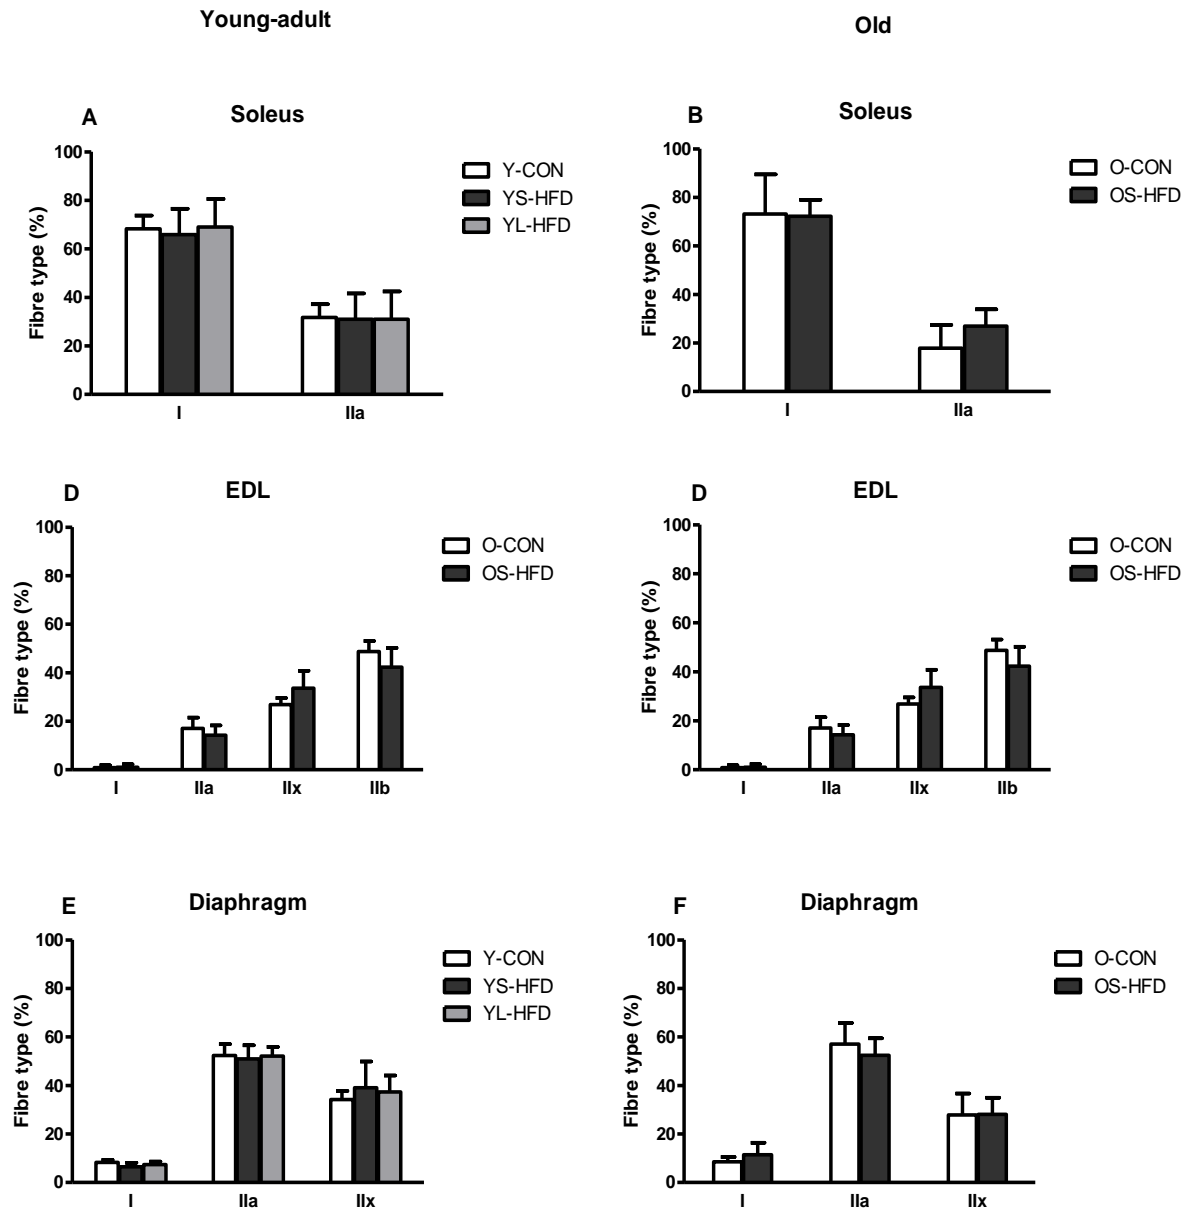 Young-adult
Old
A
Soleus
Fibre type (%)
100
80
60
40
20
0
I
IIa
Y-CON
YS-HFD
YL-HFD
B
Soleus
Fibre type (%)
100
80
60
40
20
0
I
IIa
O-CON
OS-HFD
D
EDL
Fibre type (%)
100
80
60
40
20
0
I
IIa
IIx
IIb
O-CON
OS-HFD
D
EDL
Fibre type (%)
100
80
60
40
20
0
I
IIa
IIx
IIb
O-CON
OS-HFD
E
Diaphragm
Fibre type (%)
100
80
60
40
20
0
I
IIa
IIx
Y-CON
YS-HFD
YL-HFD
F
Diaphragm
Fibre type (%)
100
80
60
40
20
0
I
IIa
IIx
O-CON
OS-HFD